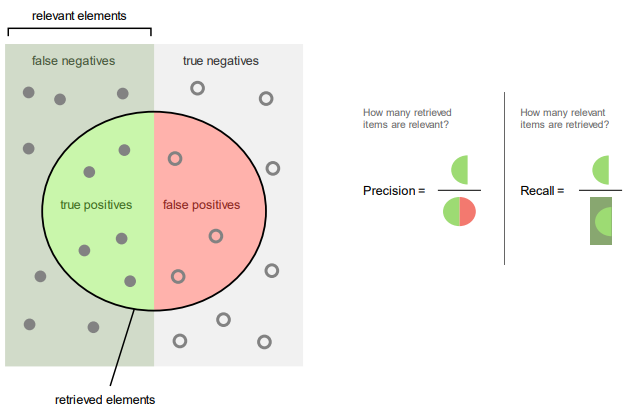 relevant elements
false negatives
true negatives
true positives
false positives
retrieved elements
How many retrieved
items are relevant?
Precision =
How many relevant
items are retrieved?
Recall =